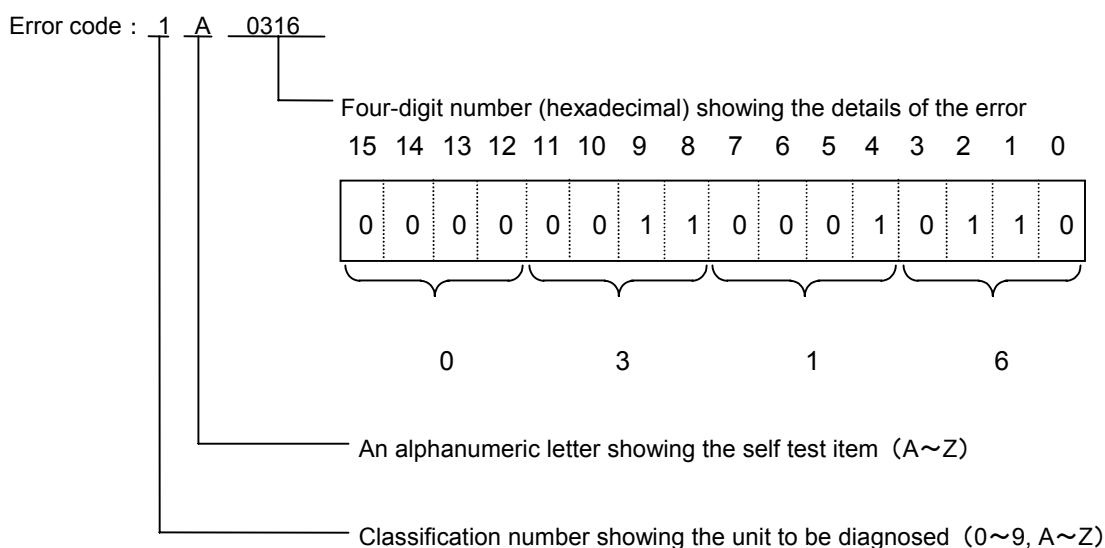 Error code : 1 A 0316
Four-digit number (hexadecimal) showing the details of the error
15 14 13 12 11 10 9 8 7 6 5 4 3 2 1 0
0 0 0 0 0 0 1 1 0 0 0 1 0 1 1 0
0 3 1 6
An alphanumeric letter showing the self test item（A～Z）
Classification number showing the unit to be diagnosed（0～9, A～Z）